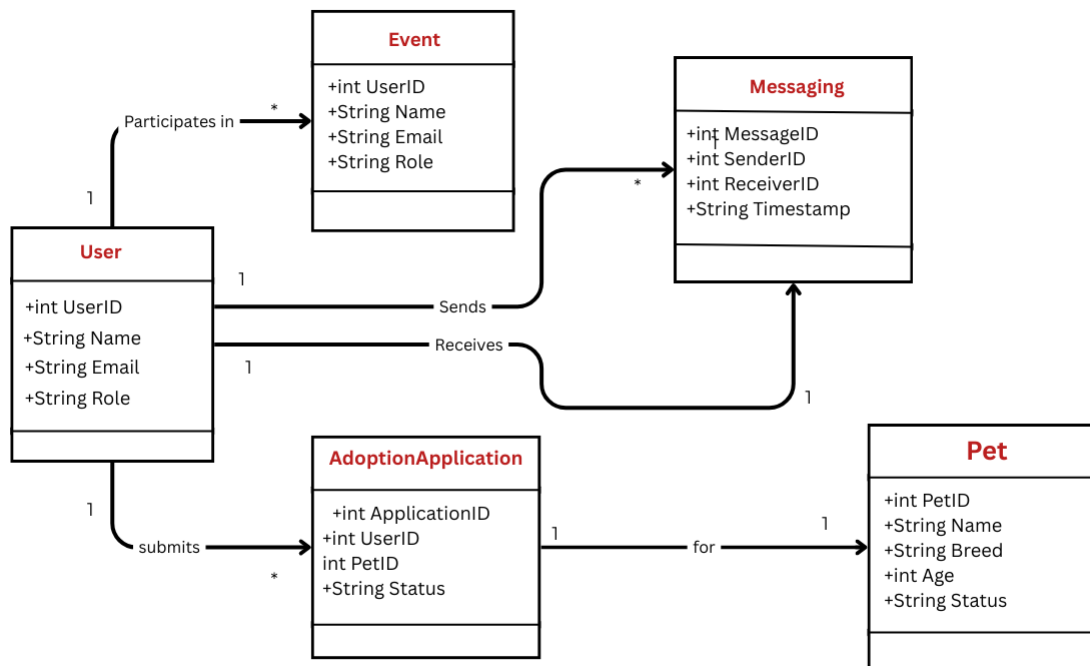 Event
+int UserID
+String Name
+String Email
+String Role
Messaging
+int MessageID
+int SenderID
+int ReceiverID
+String Timestamp
Participates in
*
1
User
+int UserID
+String Name
+String Email
+String Role
1
Sends
*
1
Receives
1
1
submits
*
AdoptionApplication
+int ApplicationID
+int UserID
int PetID
+String Status
1
for
1
Pet
+int PetID
+String Name
+String Breed
+int Age
+String Status